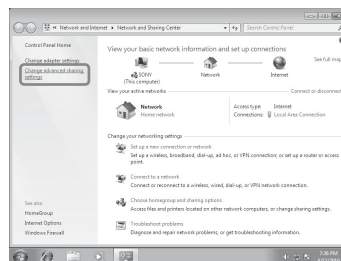 « Network and Internet ▸ Network and Sharing Center
Search Control Panel
Control Panel Home
Change adapter settings
Change advanced sharing
settings
See also
HomeGroup
Internet Options
Windows Firewall
View your basic network information and set up connections
SONY
(This computer)
Network
Internet
See full map
View your active networks
Connect or disconnect
Network
Home network
Access type: Internet
Connections: Local Area Connection
Change your networking settings
Set up a new connection or network
Set up a wireless, broadband, dial-up, ad hoc, or VPN connection; or set up a router or access
point.
Connect to a network
Connect or reconnect to a wireless, wired, dial-up, or VPN network connection.
Choose homegroup and sharing options
Access files and printers located on other network computers, or change sharing settings.
Troubleshoot problems
Diagnose and repair network problems, or get troubleshooting information.